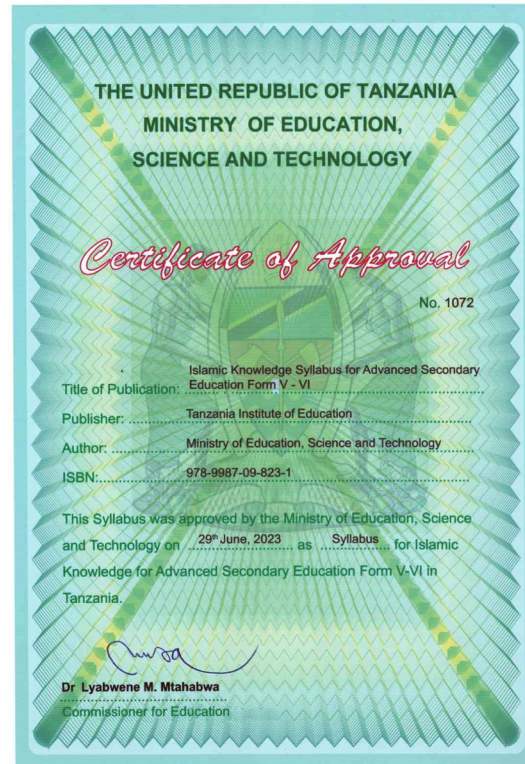 THE UNITED REPUBLIC OF TANZANIA
MINISTRY OF EDUCATION,
SCIENCE AND TECHNOLOGY
Certificate of Approval
No. 1072
Islamic Knowledge Syllabus for Advanced Secondary
Title of Publication: Education Form V - VI
Publisher: Tanzania Institute of Education
Author: Ministry of Education, Science and Technology
ISBN: 978-9987-09-823-1
This Syllabus was approved by the Ministry of Education, Science
and Technology on 29th June, 2023 as Syllabus for Islamic
Knowledge for Advanced Secondary Education Form V-VI in
Tanzania.
Dr Lyabwene M. Mtahabwa
Commissioner for Education